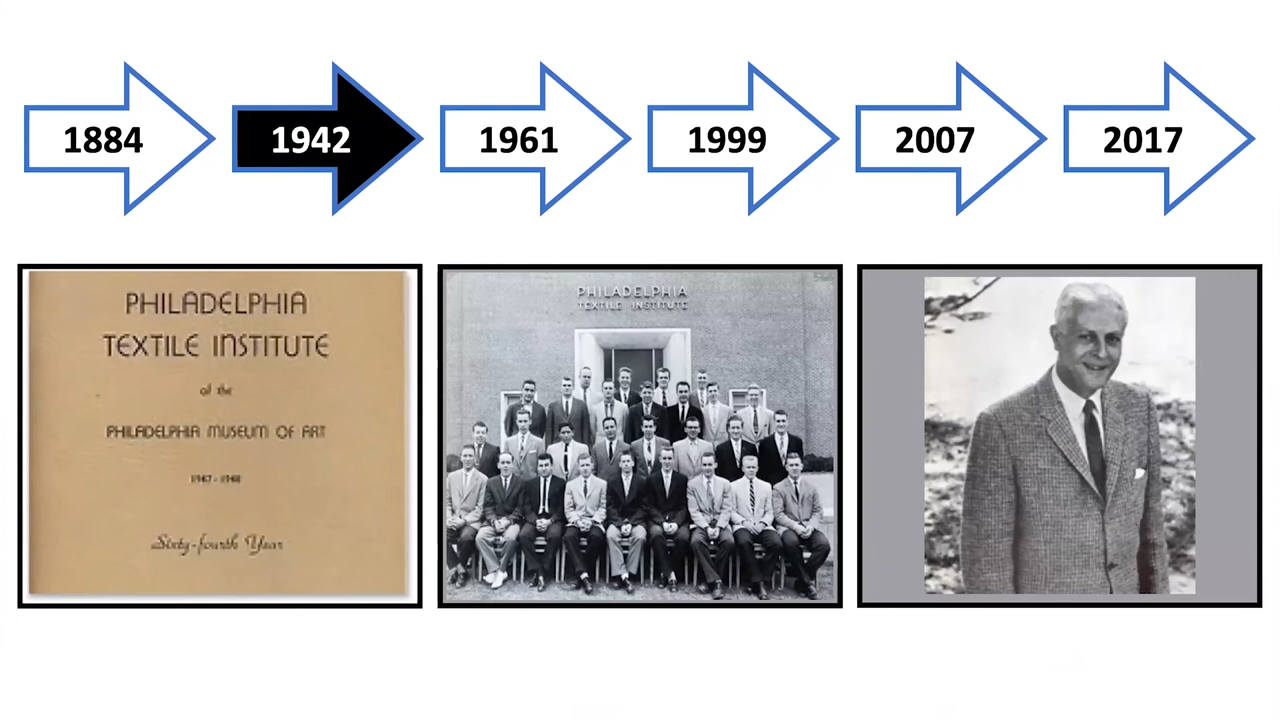 1884
1942
1961
1999
2007
2017
PHILADELPHIA
TEXTILE INSTITUTE
of the
PHILADELPHIA MUSEUM OF ART
1947-1948
Sixty-fourth Year
PHILADELPHIA
TEXTILE INSTITUTE